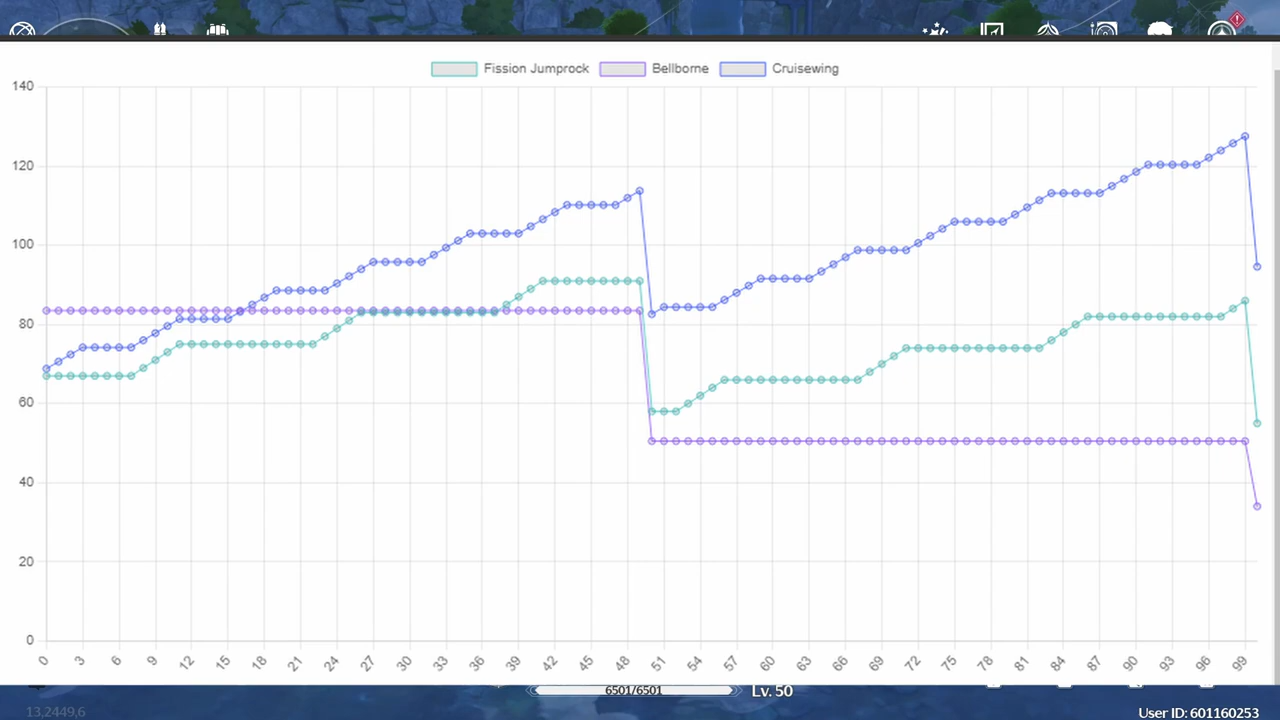 Fission Jumprock Bellborne Cruisewing
140
120
100
80
60
40
20
0
0 3 6 9 12 15 18 21 24 27 30 33 36 39 42 45 48 51 54 57 60 63 66 69 72 75 78 81 84 87 90 93 96 99
6501/6501 Lv. 50
13,2449,6
User ID: 601160253